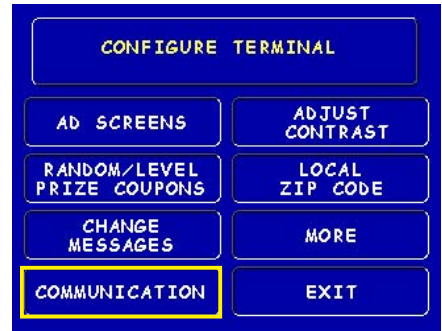 CONFIGURE TERMINAL
AD SCREENS
ADJUST
CONTRAST
RANDOM/LEVEL
PRIZE COUPONS
LOCAL
ZIP CODE
CHANGE
MESSAGES
MORE
COMMUNICATION
EXIT